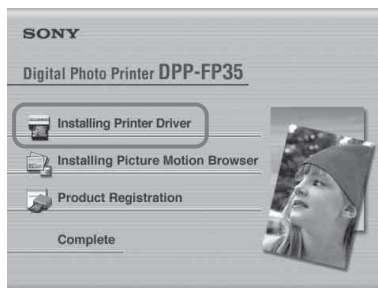 SONY
Digital Photo Printer DPP-FP35
Installing Printer Driver
Installing Picture Motion Browser
Product Registration
Complete